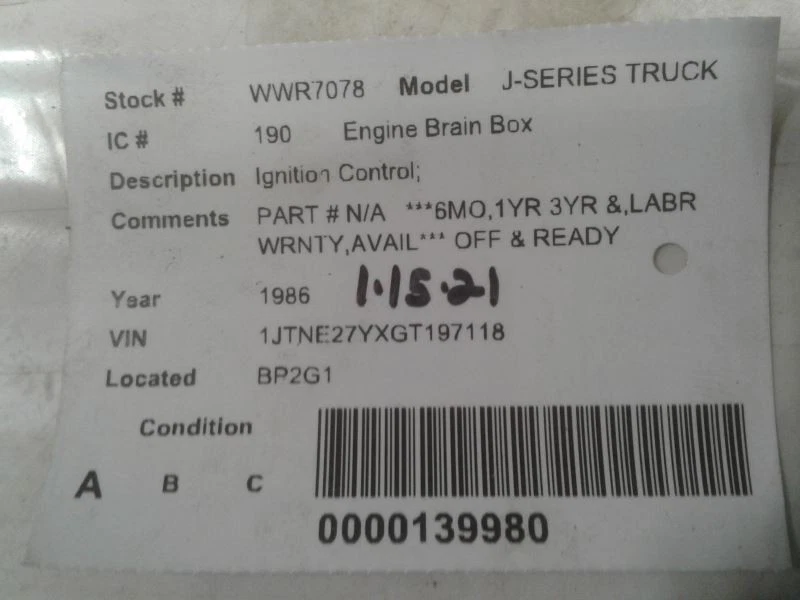 Stock # WWR7078 Model J-SERIES TRUCK
IC # 190 Engine Brain Box
Description Ignition Control;
Comments PART # N/A ***6MO,1YR 3YR &,LABR
WRNTY,AVAIL*** OFF & READY
Year 1986 1.15.21
VIN 1JTNE27YXGT197118
Located BP2G1
Condition
A B C
0000139980